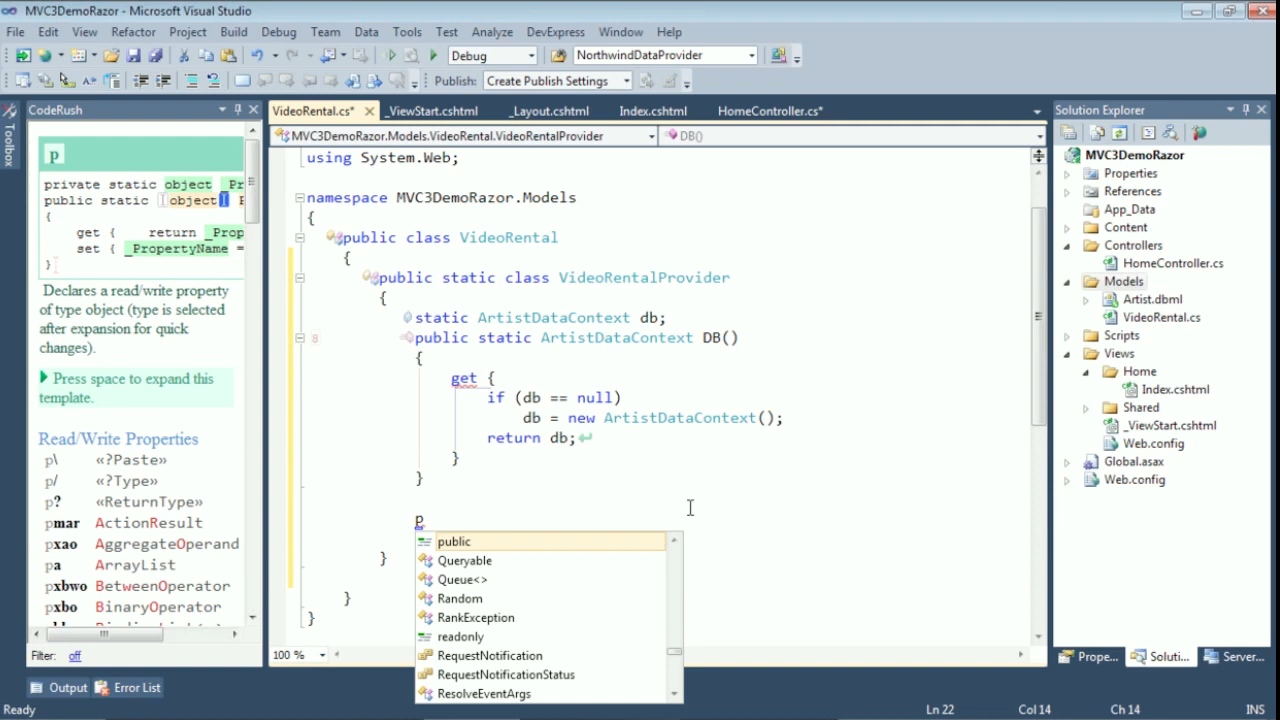 MVC3DemoRazor - Microsoft Visual Studio
File Edit View Refactor Project Build Debug Team Data Tools Test Analyze DevExpress Window Help
Debug NorthwindDataProvider
Publish: Create Publish Settings
Toolbox
CodeRush
p
private static object _Pr
public static object P
{
get { return _Prop
set { _PropertyName =
}
Declares a read/write property
of type object (type is selected
after expansion for quick
changes).
Press space to expand this
template.
Read/Write Properties
p\ «?Paste»
p/ «?Type»
p? «ReturnType»
pmar ActionResult
pxao AggregateOperand
pa ArrayList
pxbwo BetweenOperator
pxbo BinaryOperator
Filter: off
VideoRental.cs* _ViewStart.cshtml _Layout.cshtml Index.cshtml HomeController.cs*
MVC3DemoRazor.Models.VideoRental.VideoRentalProvider DB()
using System.Web;
namespace MVC3DemoRazor.Models
{
public class VideoRental
{
public static class VideoRentalProvider
{
static ArtistDataContext db;
8 public static ArtistDataContext DB()
{
get {
if (db == null)
db = new ArtistDataContext();
return db;
}
}
p
}
}
}
public
Queryable
Queue<>
Random
RankException
readonly
RequestNotification
RequestNotificationStatus
ResolveEventArgs
100 %
Solution Explorer
MVC3DemoRazor
Properties
References
App_Data
Content
Controllers
HomeController.cs
Models
Artist.dbml
VideoRental.cs
Scripts
Views
Home
Index.cshtml
Shared
_ViewStart.cshtml
Web.config
Global.asax
Web.config
Prope... Soluti... Server...
Output Error List
Ready Ln 22 Col 14 Ch 14 INS